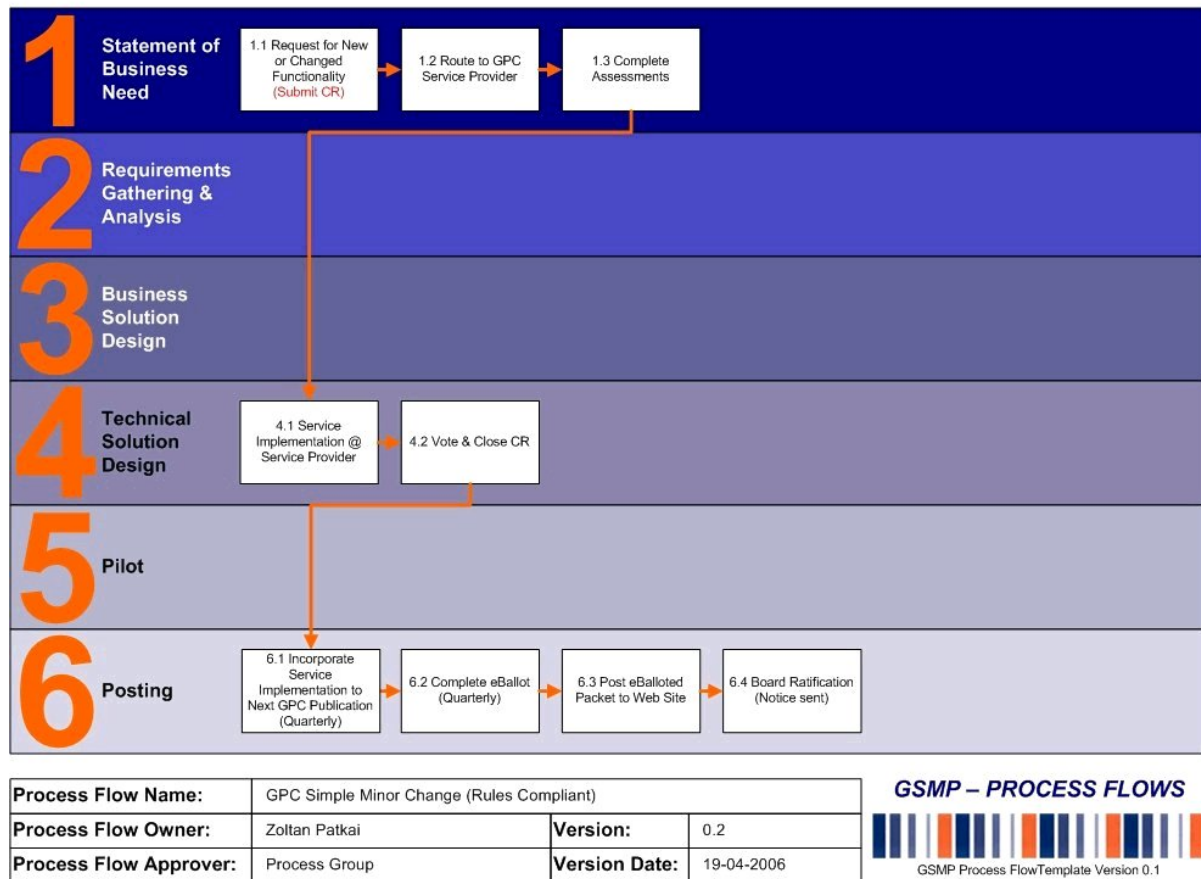 1
Statement of
Business
Need
1.1 Request for New
or Changed
Functionality
(Submit CR)
1.2 Route to GPC
Service Provider
1.3 Complete
Assessments
2
Requirements
Gathering &
Analysis
3
Business
Solution
Design
4
Technical
Solution
Design
4.1 Service
Implementation @
Service Provider
4.2 Vote & Close CR
5
Pilot
6
Posting
6.1 Incorporate
Service
Implementation to
Next GPC Publication
(Quarterly)
6.2 Complete eBallot
(Quarterly)
6.3 Post eBalloted
Packet to Web Site
6.4 Board Ratification
(Notice sent)
Process Flow Name: GPC Simple Minor Change (Rules Compliant)
Process Flow Owner: Zoltan Patkai Version: 0.2
Process Flow Approver: Process Group Version Date: 19-04-2006
GSMP – PROCESS FLOWS
GSMP Process FlowTemplate Version 0.1